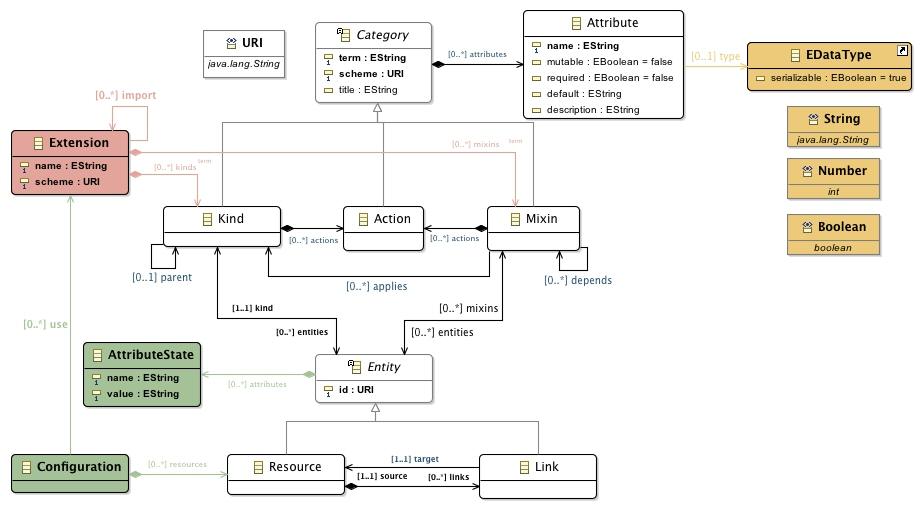 URI
java.lang.String
Category
term : EString
scheme : URI
title : EString
[0..*] attributes
Attribute
name : EString
mutable : EBoolean = false
required : EBoolean = false
default : EString
description : EString
[0..1] type
EDataType
serializable : EBoolean = true
String
java.lang.String
Number
int
Boolean
boolean
[0..*] import
Extension
name : EString
scheme : URI
[0..*] kinds
term
[0..*] mixins
term
Kind
Action
Mixin
[0..*] actions
[0..*] actions
[0..1] parent
[0..*] applies
[0..*] depends
[1..1] kind
[0..*] entities
[0..*] mixins
[0..*] entities
[0..*] use
AttributeState
name : EString
value : EString
[0..*] attributes
Entity
id : URI
Configuration
[0..*] resources
Resource
[1..1] target
[1..1] source
[0..*] links
Link